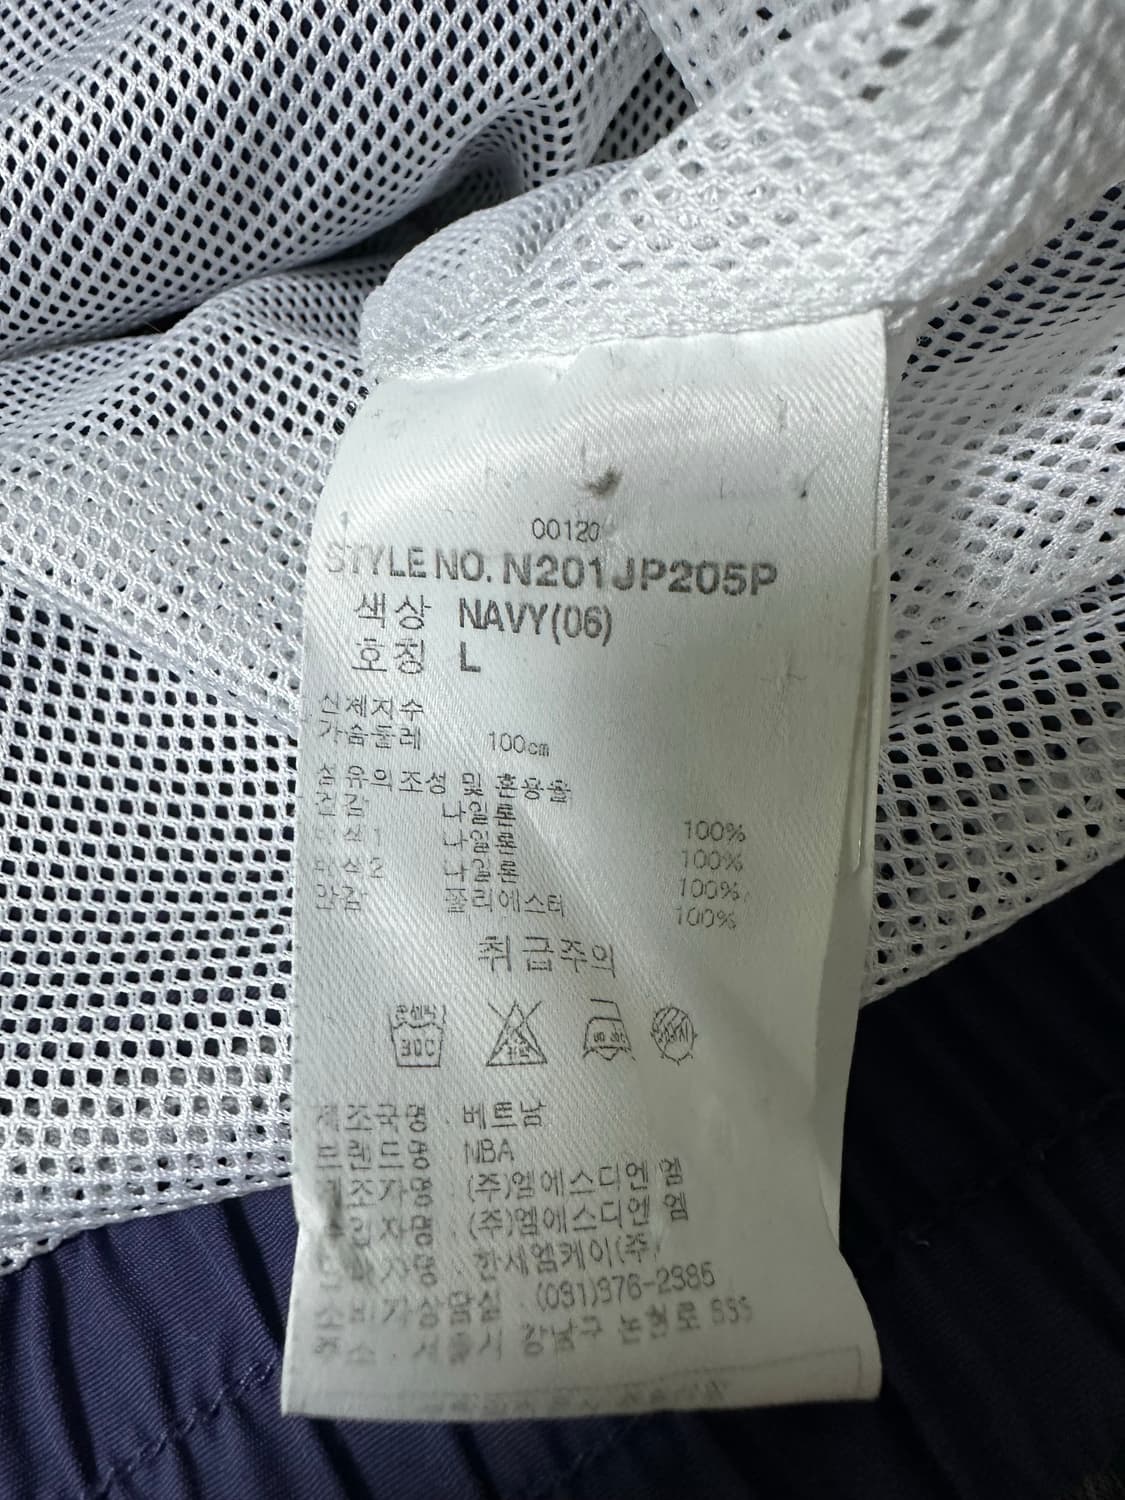 00120
STYLE NO. N201JP205P
색상 NAVY(06)
호칭 L
신체치수
가슴둘레 100cm
섬유의조성 및 혼용율
겉감 나일론 100%
배색1 나일론 100%
배색2 나일론 100%
안감 폴리에스터 100%
취급주의
30℃
제조국명 . 베트남
브랜드명 . NBA
제조자명 . (주)엠에스디엔 엠
수입자명 . (주)엠에스디엔 엠
판매자명 . 한세엠케이(주)
소비자상담실 . (031)976-2385
주소 . 서울시 강남구